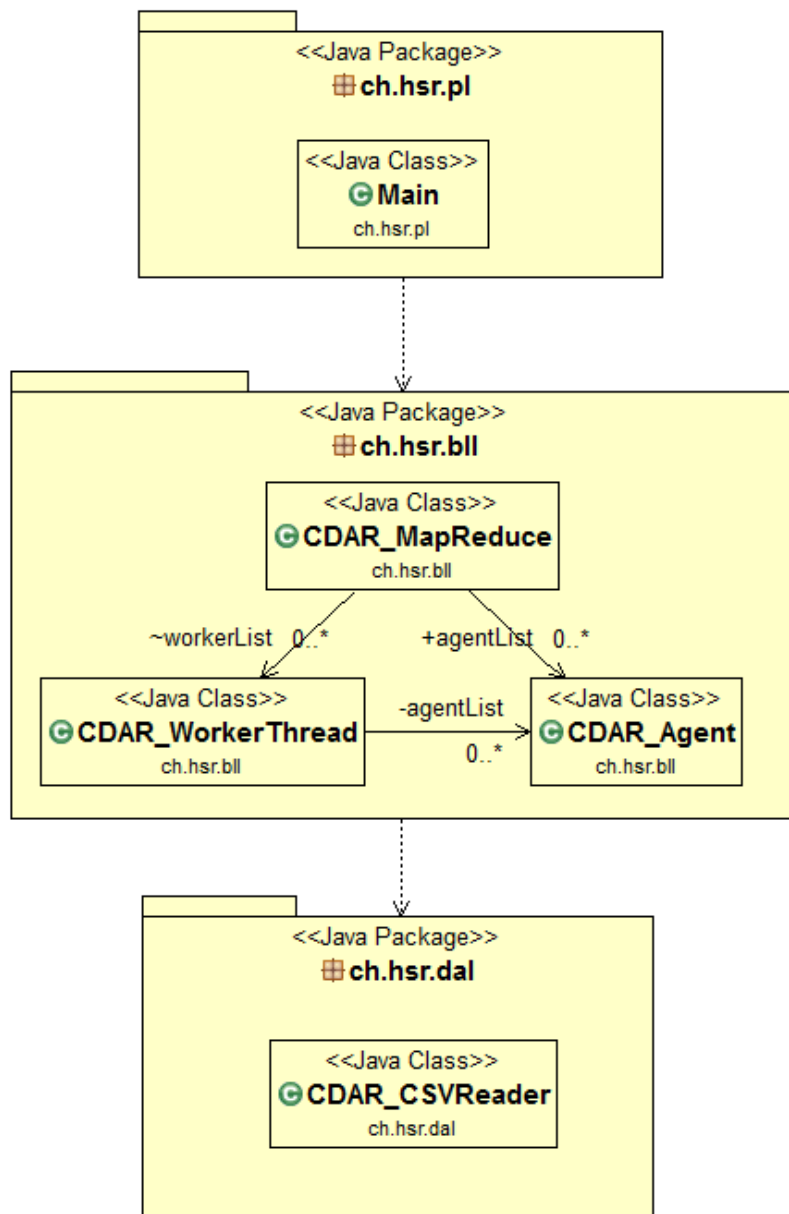 <<Java Package>>
ch.hsr.pl
<<Java Class>>
Main
ch.hsr.pl
<<Java Package>>
ch.hsr.bll
<<Java Class>>
CDAR_MapReduce
ch.hsr.bll
~workerList 0..*
+agentList 0..*
<<Java Class>>
CDAR_WorkerThread
ch.hsr.bll
-agentList
0..*
<<Java Class>>
CDAR_Agent
ch.hsr.bll
<<Java Package>>
ch.hsr.dal
<<Java Class>>
CDAR_CSVReader
ch.hsr.dal